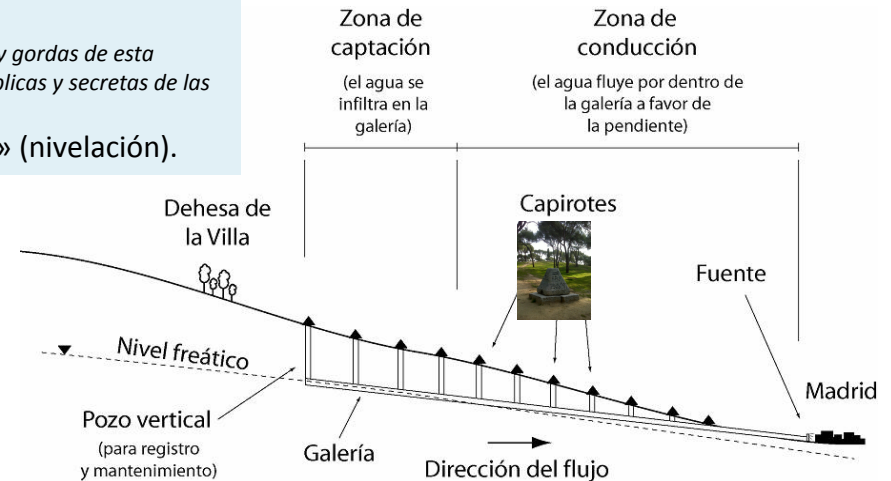 y gordas de esta
blicas y secretas de las
» (nivelación).
Zona de
captación
(el agua se
infiltra en la
galería)
Zona de
conducción
(el agua fluye por dentro de
la galería a favor de
la pendiente)
Dehesa de
la Villa
Capirotes
Fuente
Nivel freático
Madrid
Pozo vertical
(para registro
y mantenimiento)
Galería
Dirección del flujo